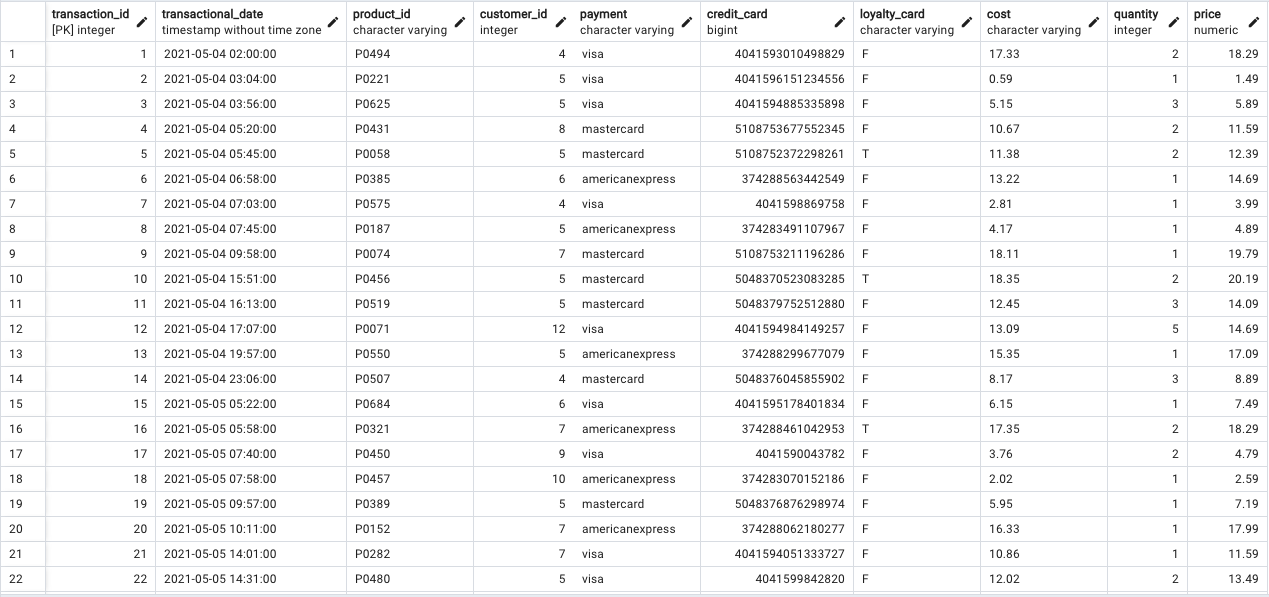 transaction_id transactional_date product_id customer_id payment credit_card loyalty_card cost quantity price
[PK] integer timestamp without time zone character varying integer character varying bigint character varying character varying integer numeric
1 1 2021-05-04 02:00:00 P0494 4 visa 4041593010498829 F 17.33 2 18.29
2 2 2021-05-04 03:04:00 P0221 5 visa 4041596151234556 F 0.59 1 1.49
3 3 2021-05-04 03:56:00 P0625 5 visa 4041594885335898 F 5.15 3 5.89
4 4 2021-05-04 05:20:00 P0431 8 mastercard 5108753677552345 F 10.67 2 11.59
5 5 2021-05-04 05:45:00 P0058 5 mastercard 5108752372298261 T 11.38 2 12.39
6 6 2021-05-04 06:58:00 P0385 6 americanexpress 374288563442549 F 13.22 1 14.69
7 7 2021-05-04 07:03:00 P0575 4 visa 4041598869758 F 2.81 1 3.99
8 8 2021-05-04 07:45:00 P0187 5 americanexpress 374283491107967 F 4.17 1 4.89
9 9 2021-05-04 09:58:00 P0074 7 mastercard 5108753211196286 F 18.11 1 19.79
10 10 2021-05-04 15:51:00 P0456 5 mastercard 5048370523083285 T 18.35 2 20.19
11 11 2021-05-04 16:13:00 P0519 5 mastercard 5048379752512880 F 12.45 3 14.09
12 12 2021-05-04 17:07:00 P0071 12 visa 4041594984149257 F 13.09 5 14.69
13 13 2021-05-04 19:57:00 P0550 5 americanexpress 374288299677079 F 15.35 1 17.09
14 14 2021-05-04 23:06:00 P0507 4 mastercard 5048376045855902 F 8.17 3 8.89
15 15 2021-05-05 05:22:00 P0684 6 visa 4041595178401834 F 6.15 1 7.49
16 16 2021-05-05 05:58:00 P0321 7 americanexpress 374288461042953 T 17.35 2 18.29
17 17 2021-05-05 07:40:00 P0450 9 visa 4041590043782 F 3.76 2 4.79
18 18 2021-05-05 07:58:00 P0457 10 americanexpress 374283070152186 F 2.02 1 2.59
19 19 2021-05-05 09:57:00 P0389 5 mastercard 5048376876298974 F 5.95 1 7.19
20 20 2021-05-05 10:11:00 P0152 7 americanexpress 374288062180277 F 16.33 1 17.99
21 21 2021-05-05 14:01:00 P0282 7 visa 4041594051333727 F 10.86 1 11.59
22 22 2021-05-05 14:31:00 P0480 5 visa 4041599842820 F 12.02 2 13.49